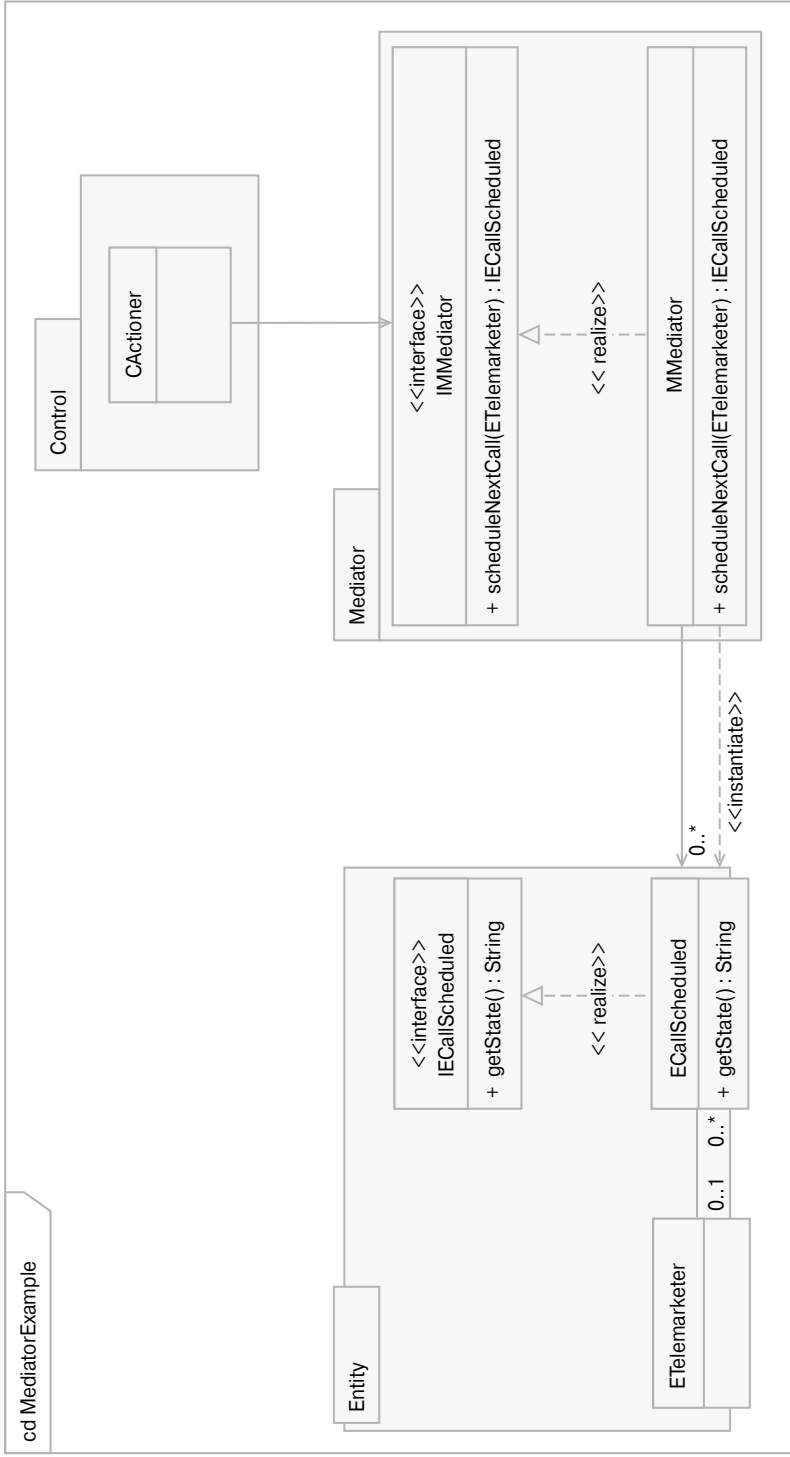 cd MediatorExample
Control
CActioner
Entity
<<interface>>
IECallScheduled
+ getState() : String
<< realize>>
ECallScheduled
+ getState() : String
ETelemarketer
0..1
0..*
Mediator
<<interface>>
IMMediator
+ scheduleNextCall(ETelemarketer) : IECallScheduled
<< realize>>
MMediator
+ scheduleNextCall(ETelemarketer) : IECallScheduled
0..*
<<instantiate>>